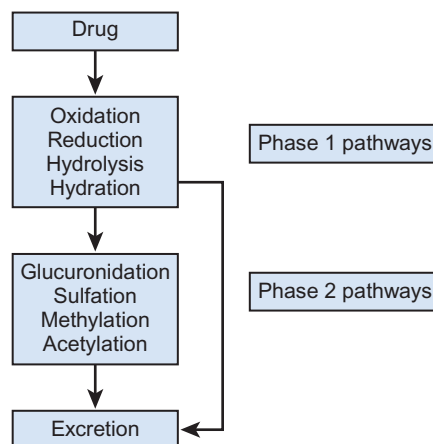 Drug
Oxidation
Reduction
Hydrolysis
Hydration
Phase 1 pathways
Glucuronidation
Sulfation
Methylation
Acetylation
Phase 2 pathways
Excretion